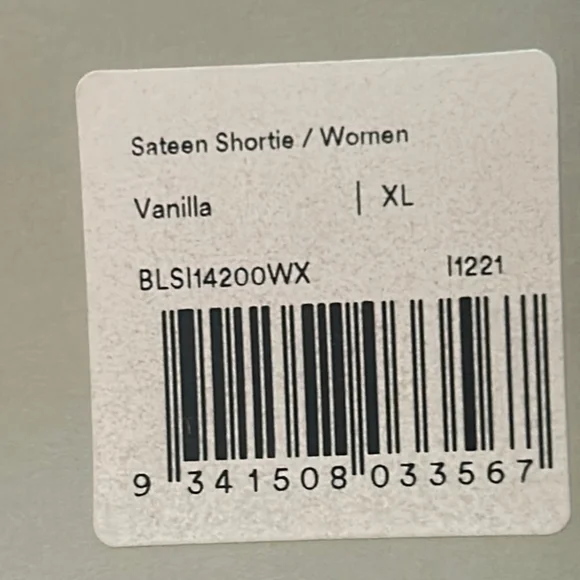 Sateen Shortie / Women
Vanilla | XL
BLSI14200WX I1221
9 341508 033567